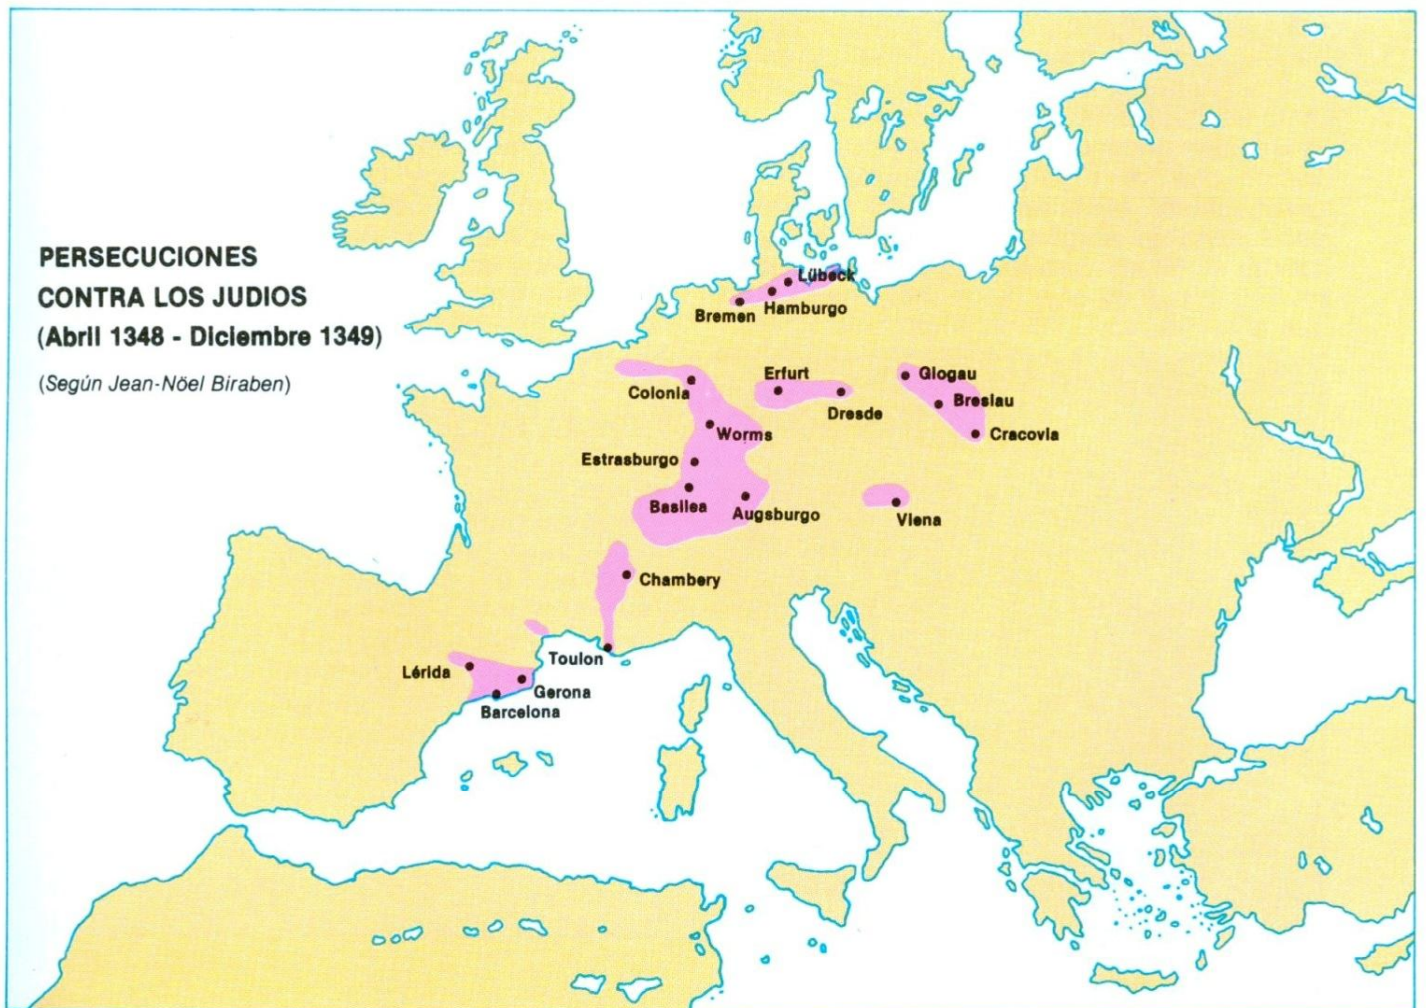 PERSECUCIONES
CONTRA LOS JUDIOS
(Abril 1348 - Diciembre 1349)
(Según Jean-Nöel Biraben)
Lübeck
Hamburgo
Bremen
Colonia
Erfurt
Dresde
Glogau
Breslau
Cracovia
Worms
Estrasburgo
Basilea
Augsburgo
Viena
Chambery
Toulon
Lérida
Gerona
Barcelona